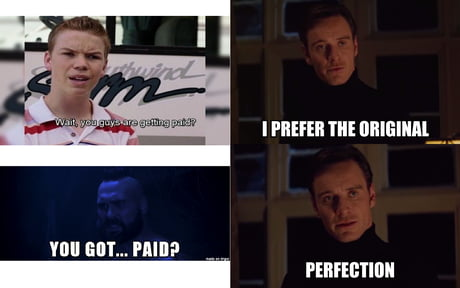 Wait, you guys are getting paid?
I PREFER THE ORIGINAL
YOU GOT... PAID?
PERFECTION